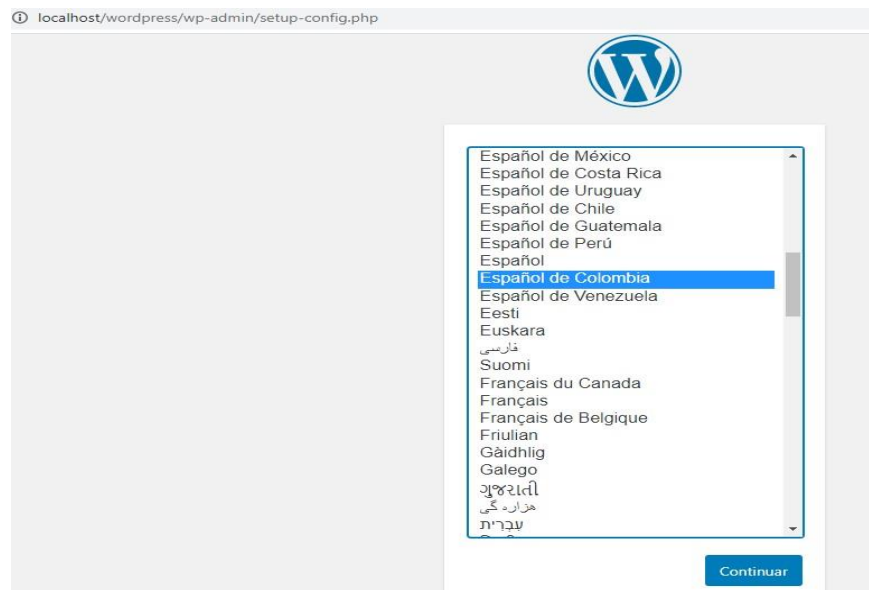 localhost/wordpress/wp-admin/setup-config.php
Español de México
Español de Costa Rica
Español de Uruguay
Español de Chile
Español de Guatemala
Español de Perú
Español
Español de Colombia
Español de Venezuela
Eesti
Euskara
فارسی
Suomi
Français du Canada
Français
Français de Belgique
Friulian
Gàidhlig
Galego
ગુજરાતી
هزاره گی
עִבְרִית
Continuar